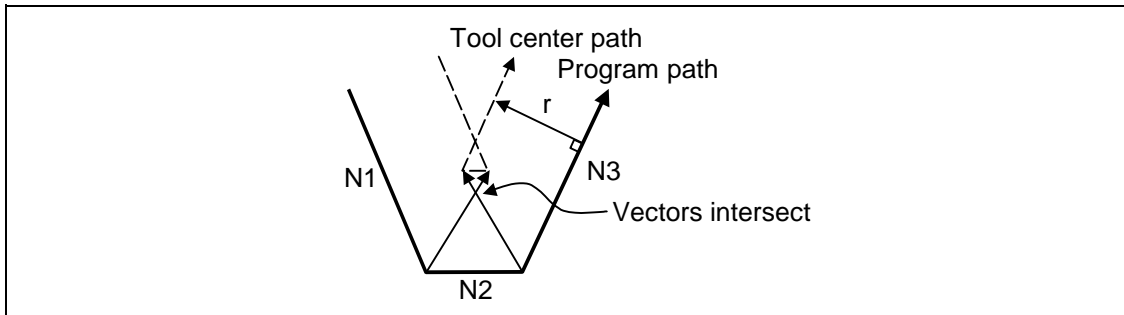 Tool center path
Program path
r
N1
N3
Vectors intersect
N2